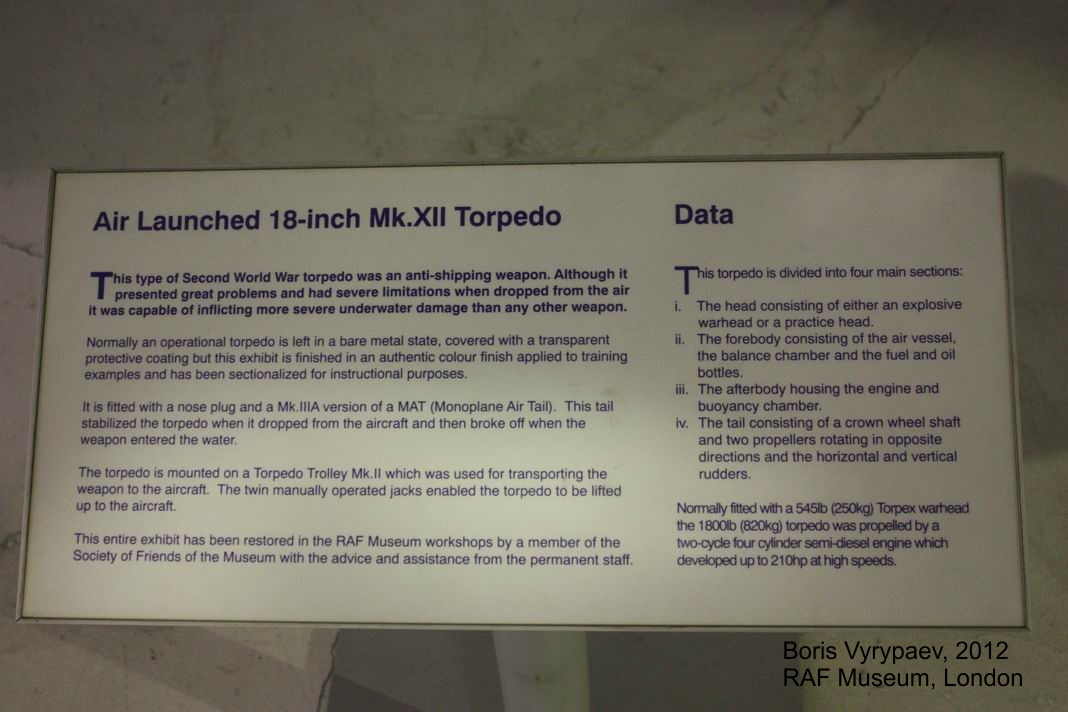 Air Launched 18-inch Mk.XII Torpedo
This type of Second World War torpedo was an anti-shipping weapon. Although it
presented great problems and had severe limitations when dropped from the air
it was capable of inflicting more severe underwater damage than any other weapon.
Normally an operational torpedo is left in a bare metal state, covered with a transparent
protective coating but this exhibit is finished in an authentic colour finish applied to training
examples and has been sectionalized for instructional purposes.
It is fitted with a nose plug and a Mk.IIIA version of a MAT (Monoplane Air Tail). This tail
stabilized the torpedo when it dropped from the aircraft and then broke off when the
weapon entered the water.
The torpedo is mounted on a Torpedo Trolley Mk.II which was used for transporting the
weapon to the aircraft. The twin manually operated jacks enabled the torpedo to be lifted
up to the aircraft.
This entire exhibit has been restored in the RAF Museum workshops by a member of the
Society of Friends of the Museum with the advice and assistance from the permanent staff.
Data
This torpedo is divided into four main sections:
i. The head consisting of either an explosive
warhead or a practice head.
ii. The forebody consisting of the air vessel,
the balance chamber and the fuel and oil
bottles.
iii. The afterbody housing the engine and
buoyancy chamber.
iv. The tail consisting of a crown wheel shaft
and two propellers rotating in opposite
directions and the horizontal and vertical
rudders.
Normally fitted with a 545lb (250kg) Torpex warhead
the 1800lb (820kg) torpedo was propelled by a
two-cycle four cylinder semi-diesel engine which
developed up to 210hp at high speeds.
Boris Vyrypaev, 2012
RAF Museum, London